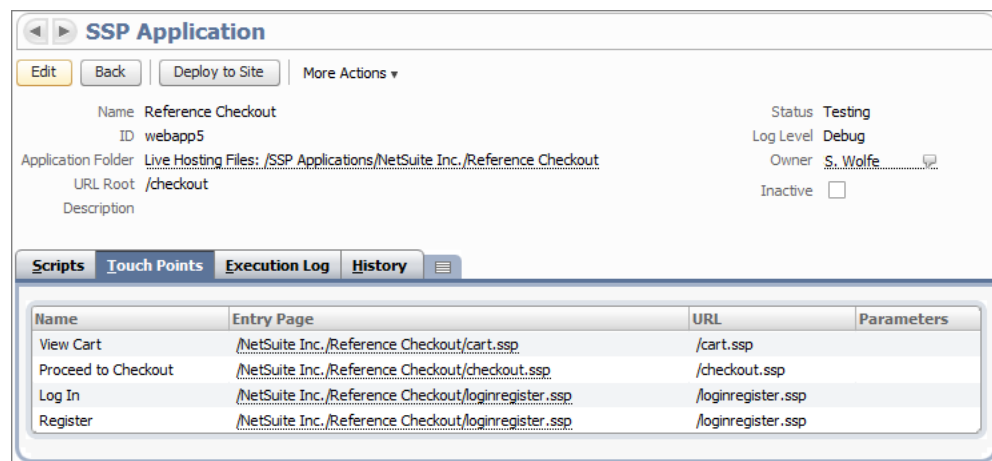 SSP Application
Edit Back Deploy to Site More Actions
Name Reference Checkout Status Testing
ID webapp5 Log Level Debug
Application Folder Live Hosting Files: /SSP Applications/NetSuite Inc./Reference Checkout Owner S. Wolfe
URL Root /checkout Inactive
Description
Scripts Touch Points Execution Log History
Name Entry Page URL Parameters
View Cart /NetSuite Inc./Reference Checkout/cart.ssp /cart.ssp
Proceed to Checkout /NetSuite Inc./Reference Checkout/checkout.ssp /checkout.ssp
Log In /NetSuite Inc./Reference Checkout/loginregister.ssp /loginregister.ssp
Register /NetSuite Inc./Reference Checkout/loginregister.ssp /loginregister.ssp